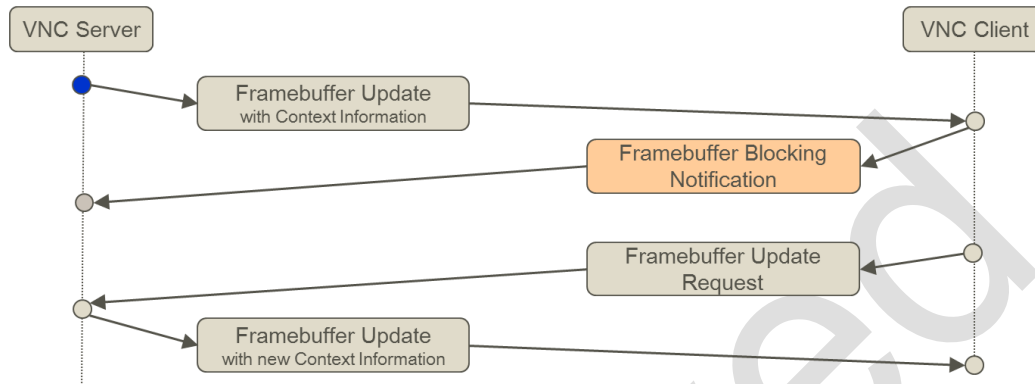 VNC Server
VNC Client
Framebuffer Update
with Context Information
Framebuffer Blocking
Notification
Framebuffer Update
Request
Framebuffer Update
with new Context Information